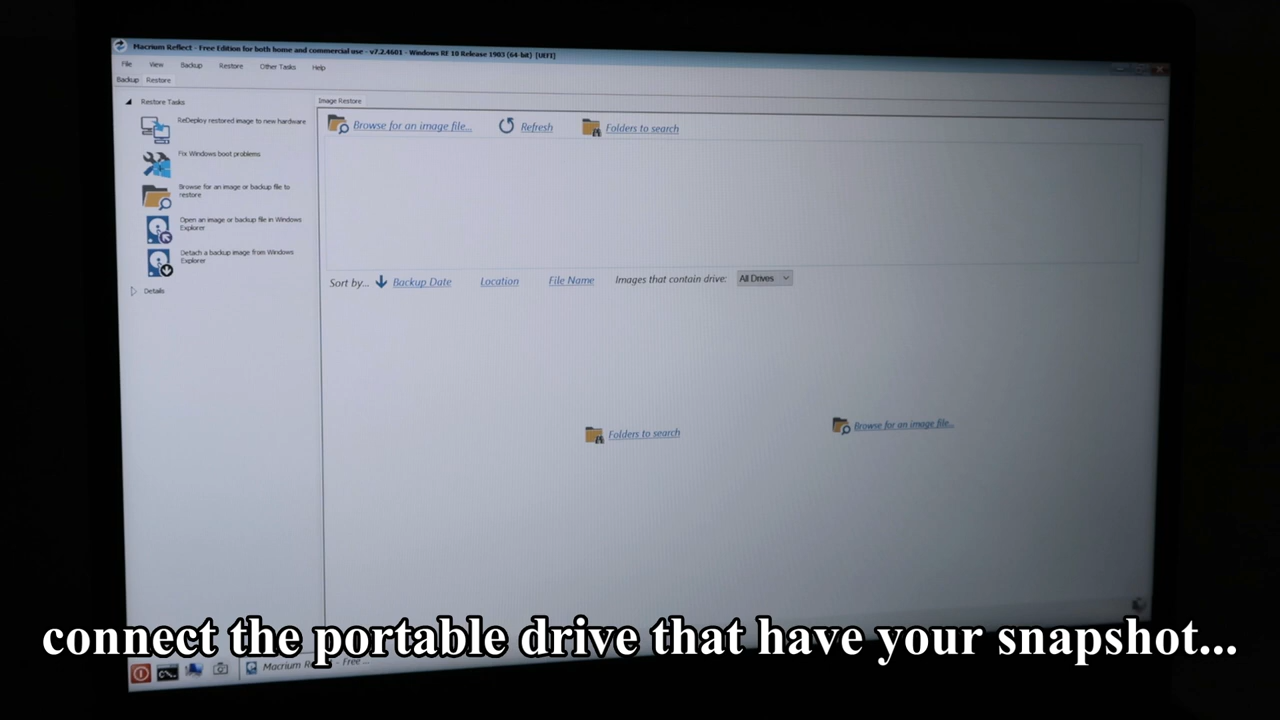 Macrium Reflect - Free Edition for both home and commercial use - v7.2.4601 - Windows RE 10 Release 1903 (64-bit) [UEFI]
File View Backup Restore Other Tasks Help
Backup Restore
Restore Tasks
ReDeploy restored image to new hardware
Fix Windows boot problems
Browse for an image or backup file to
restore
Open an image or backup file in Windows
Explorer
Detach a backup image from Windows
Explorer
Details
Image Restore
Browse for an image file... Refresh Folders to search
Sort by... Backup Date Location File Name Images that contain drive: All Drives
Folders to search Browse for an image file...
connect the portable drive that have your snapshot...
Macrium Free ...